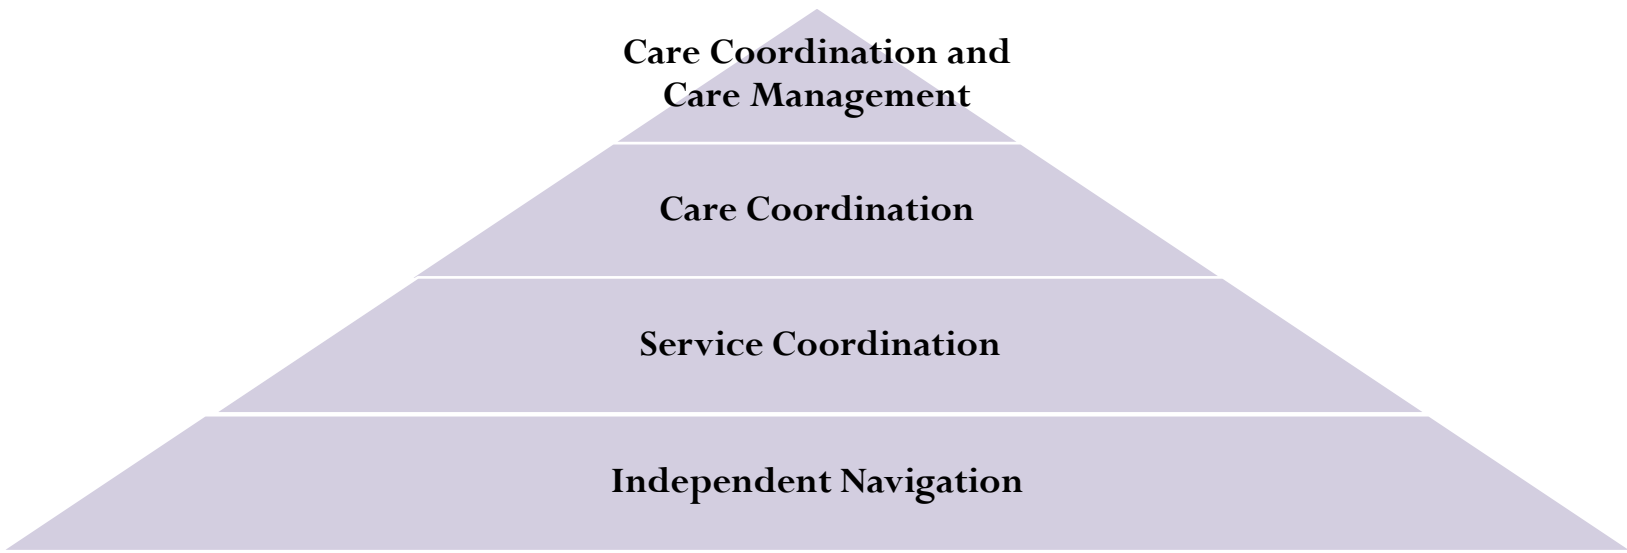 Care Coordination and
Care Management
Care Coordination
Service Coordination
Independent Navigation